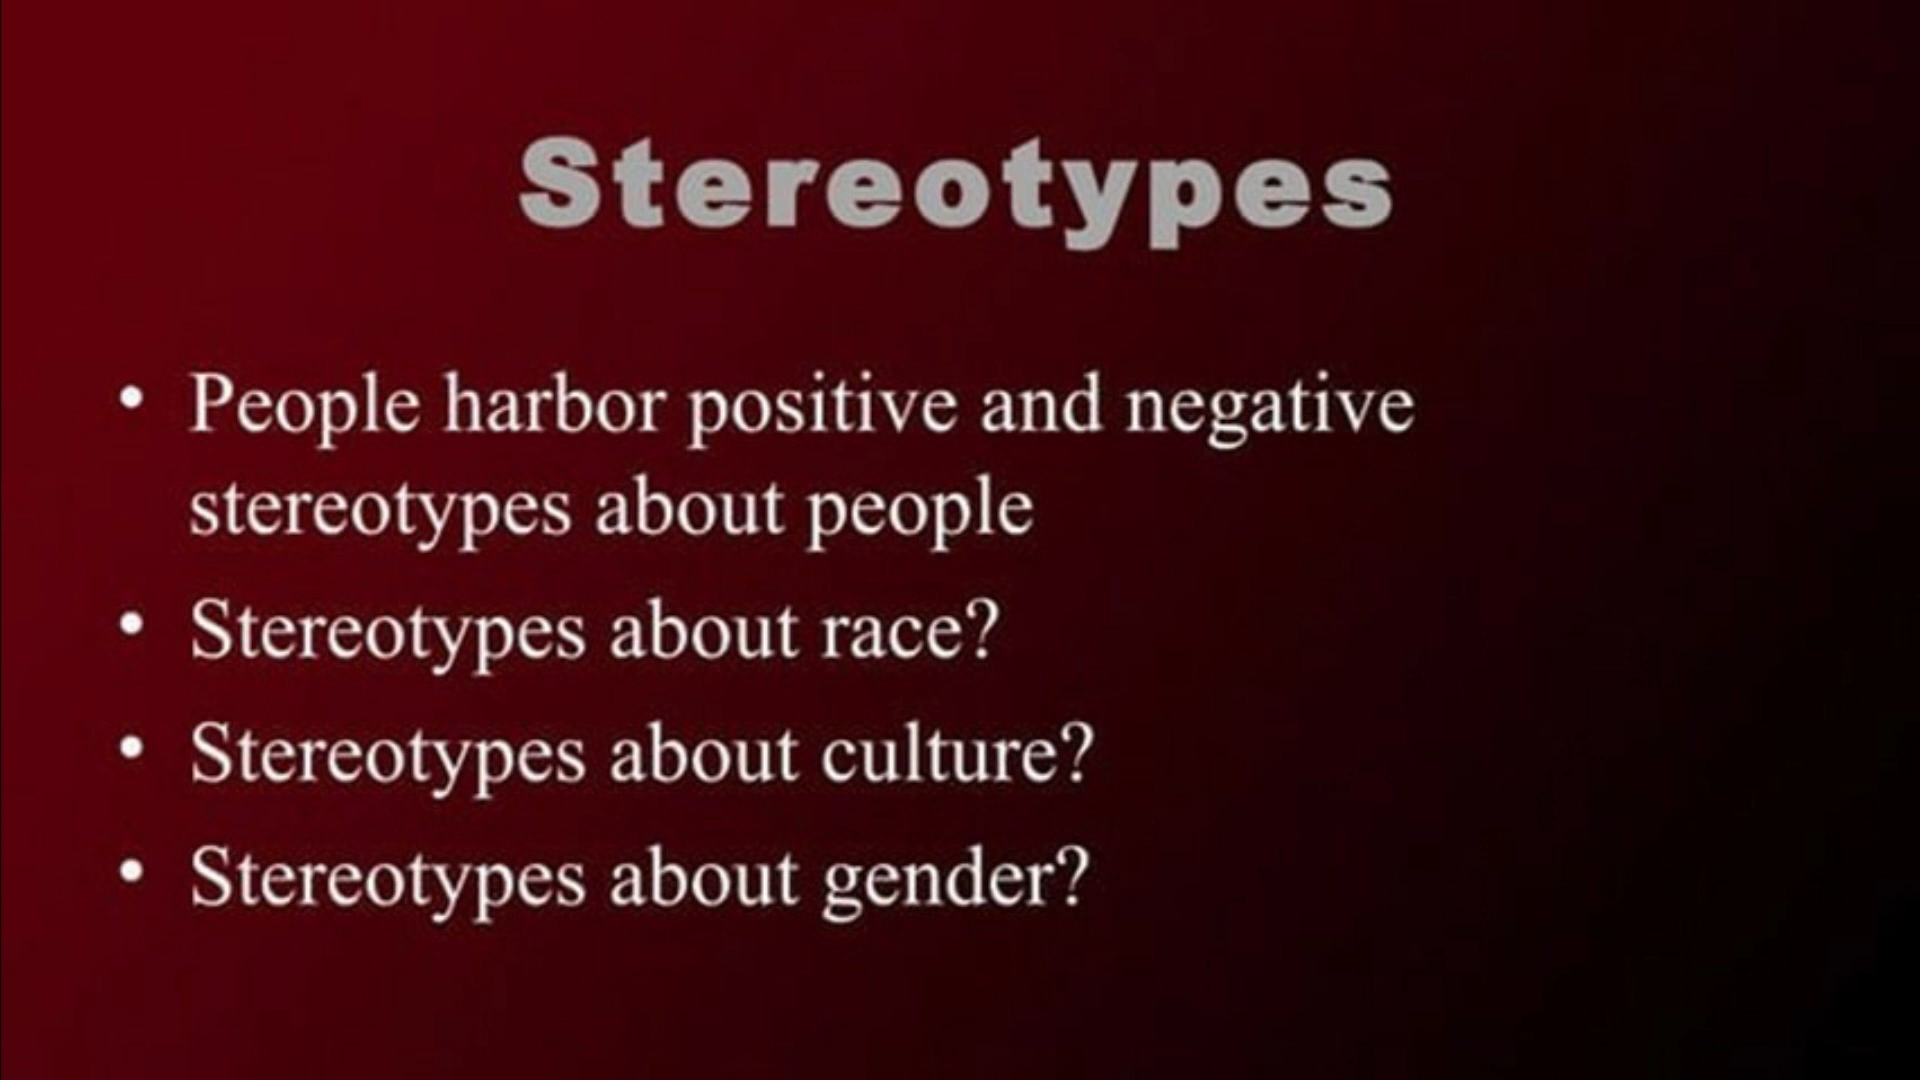 Stereotypes
• People harbor positive and negative
stereotypes about people
• Stereotypes about race?
• Stereotypes about culture?
• Stereotypes about gender?